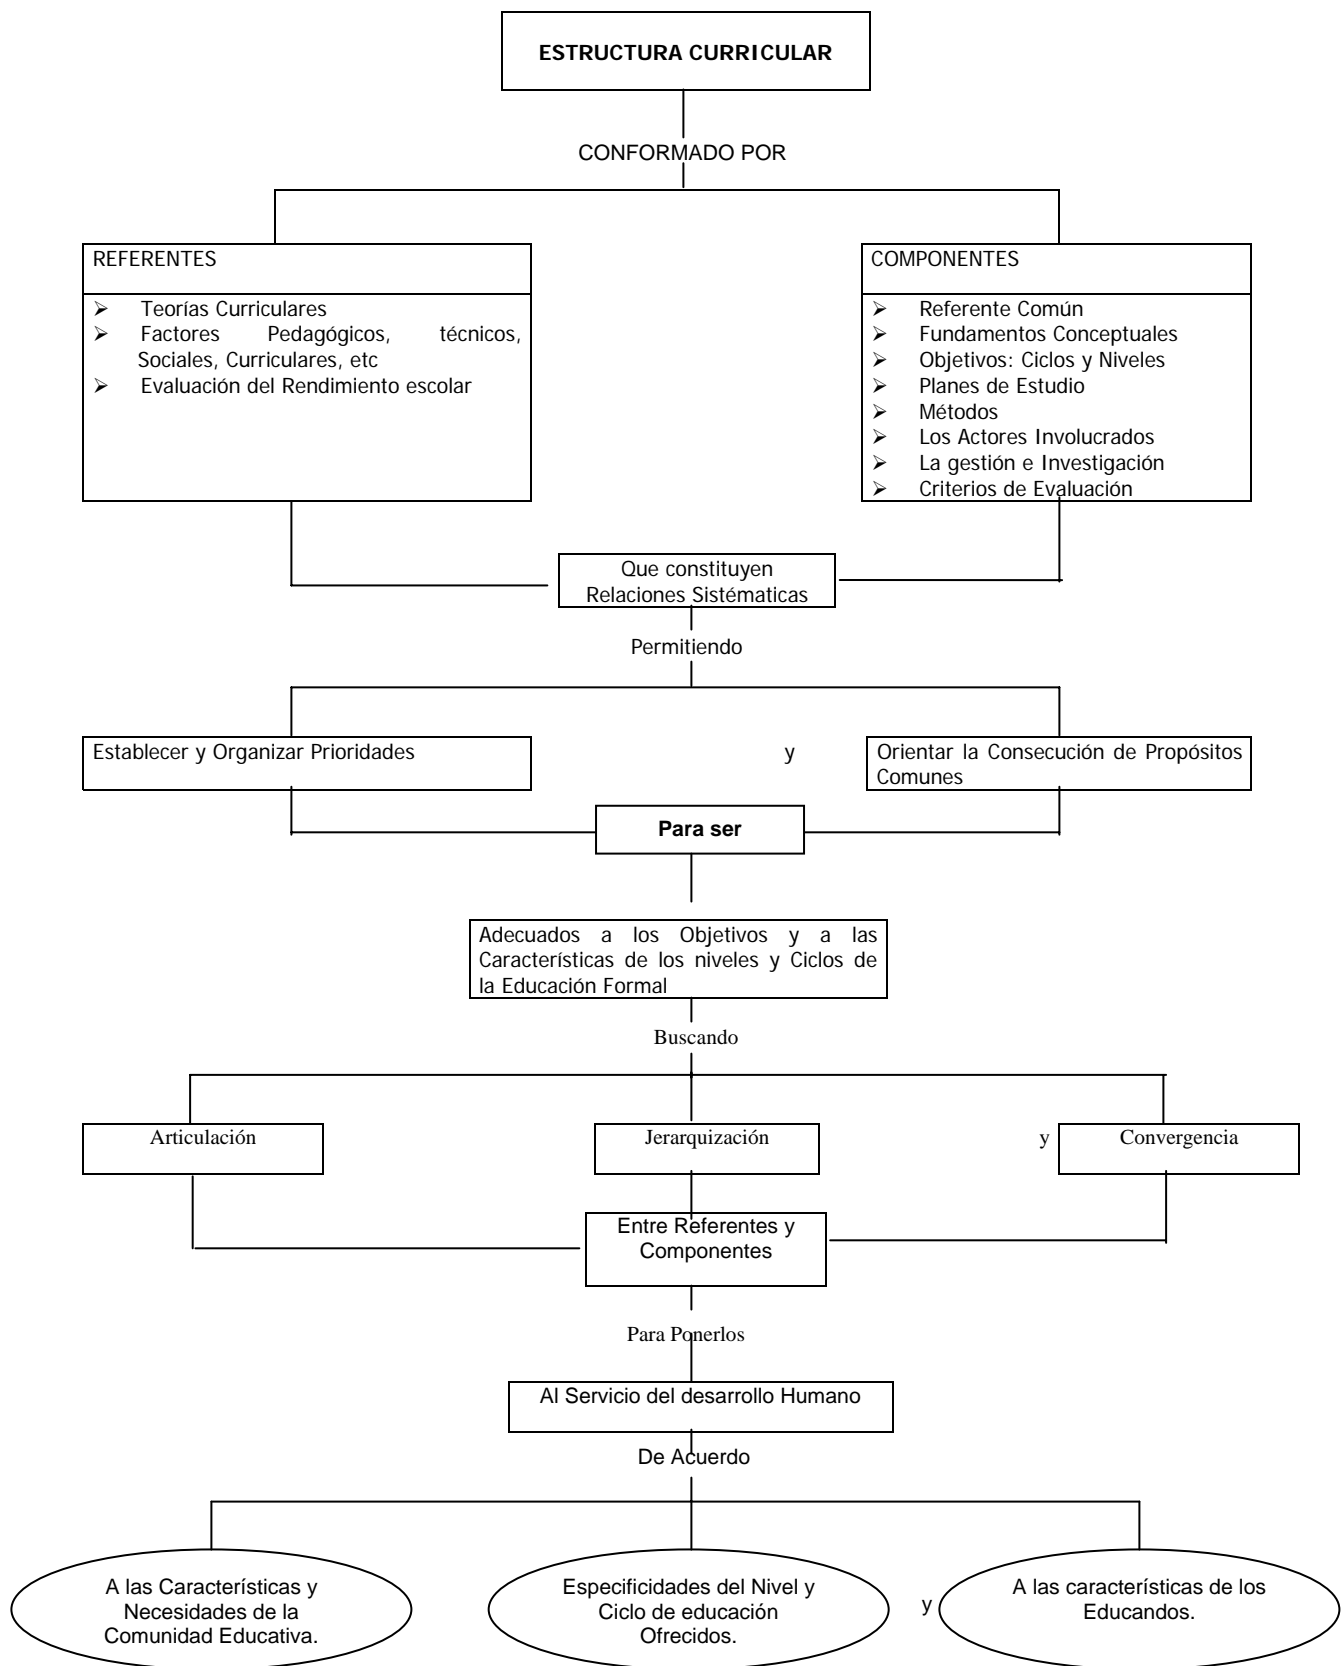 ESTRUCTURA CURRICULAR
CONFORMADO POR
REFERENTES
➢ Teorías Curriculares
➢ Factores Pedagógicos, técnicos,
Sociales, Curriculares, etc
➢ Evaluación del Rendimiento escolar
COMPONENTES
➢ Referente Común
➢ Fundamentos Conceptuales
➢ Objetivos: Ciclos y Niveles
➢ Planes de Estudio
➢ Métodos
➢ Los Actores Involucrados
➢ La gestión e Investigación
➢ Criterios de Evaluación
Que constituyen
Relaciones Sistématicas
Permitiendo
Establecer y Organizar Prioridades
y
Orientar la Consecución de Propósitos
Comunes
Para ser
Adecuados a los Objetivos y a las
Características de los niveles y Ciclos de
la Educación Formal
Buscando
Articulación
Jerarquización
y
Convergencia
Entre Referentes y
Componentes
Para Ponerlos
Al Servicio del desarrollo Humano
De Acuerdo
A las Características y
Necesidades de la
Comunidad Educativa.
Especificidades del Nivel y
Ciclo de educación
Ofrecidos.
y
A las características de los
Educandos.